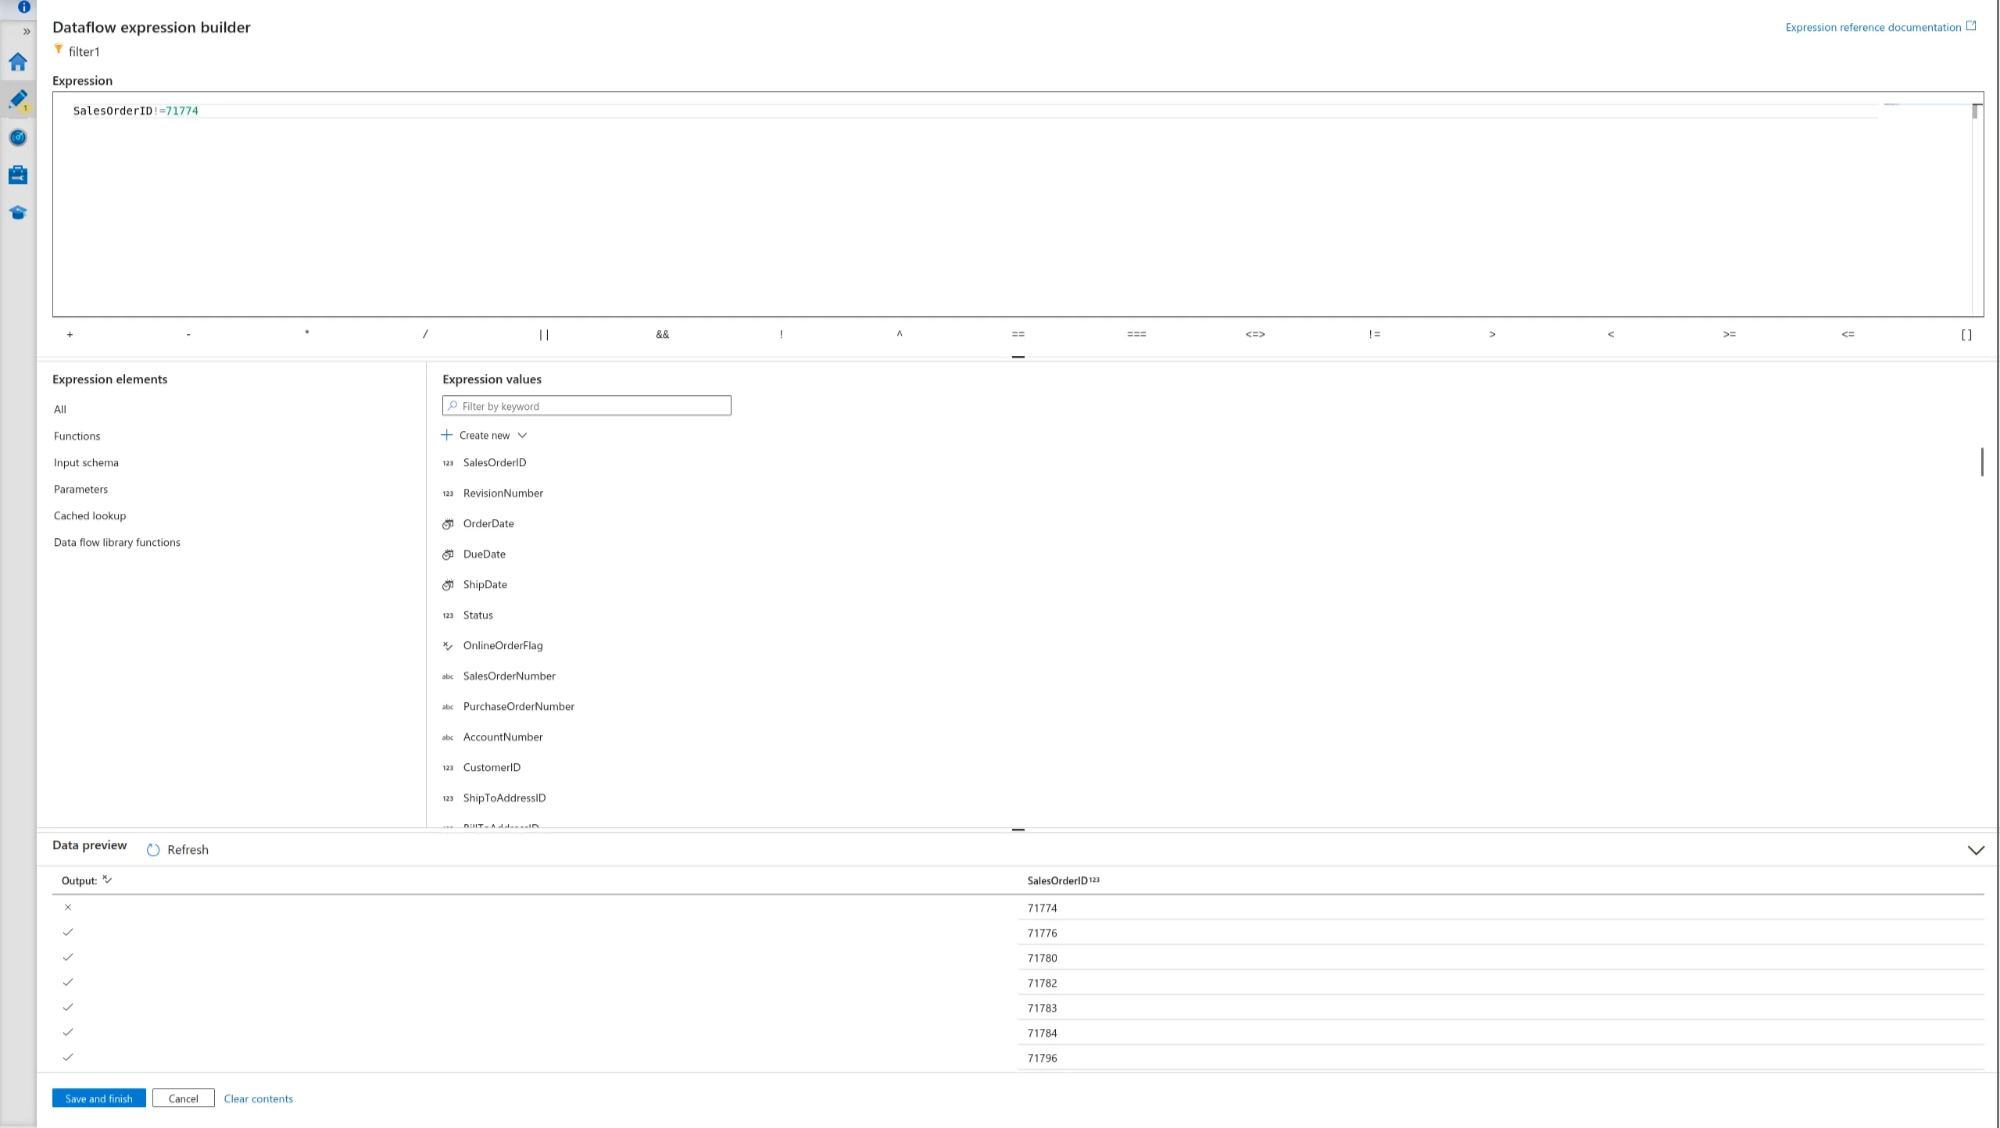 Dataflow expression builder
Expression reference documentation
filter1
Expression
SalesOrderID!=71774
+ - * / || && ! ^ == === <=> != > < >= <= []
Expression elements
All
Functions
Input schema
Parameters
Cached lookup
Data flow library functions
Expression values
Filter by keyword
Create new
123 SalesOrderID
123 RevisionNumber
OrderDate
DueDate
ShipDate
123 Status
OnlineOrderFlag
abc SalesOrderNumber
abc PurchaseOrderNumber
abc AccountNumber
123 CustomerID
123 ShipToAddressID
Data preview Refresh
Output: SalesOrderID 123
71774
71776
71780
71782
71783
71784
71796
Save and finish Cancel Clear contents